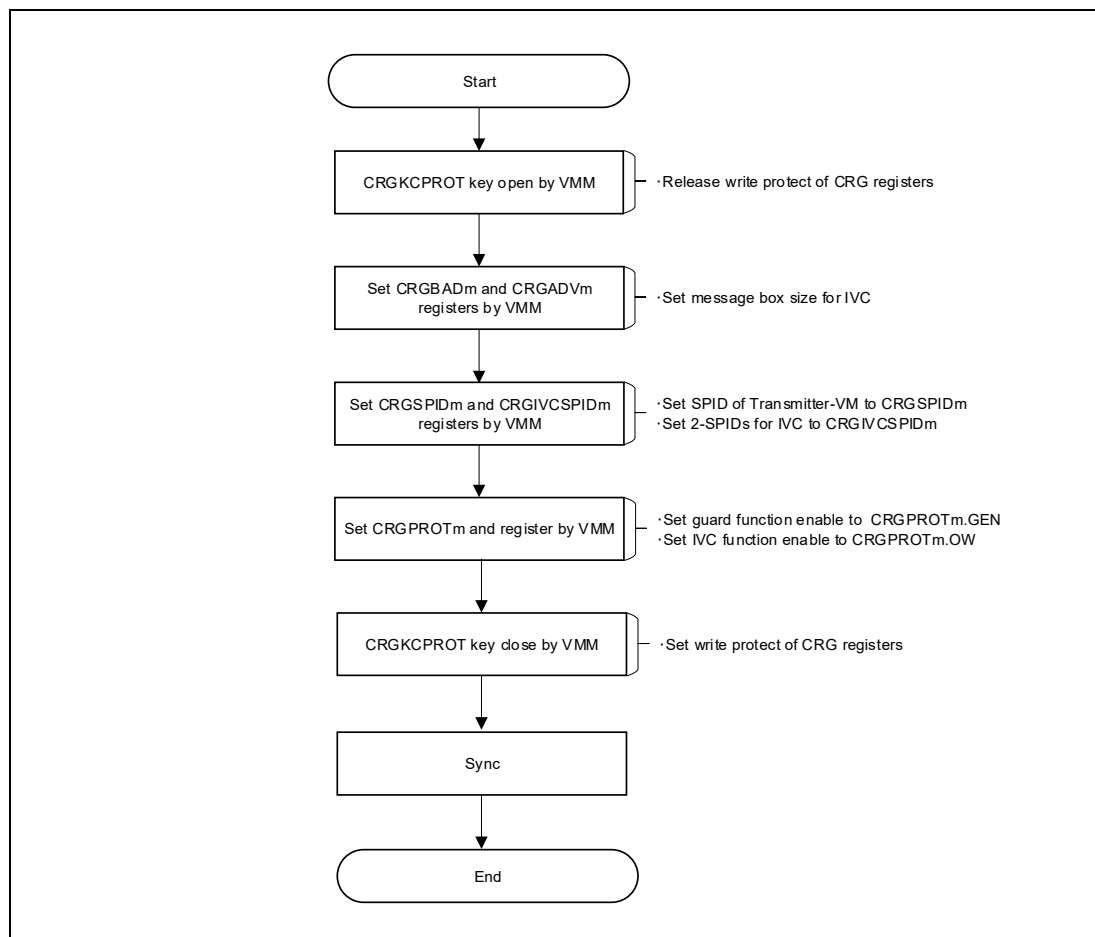 Start
CRGKCPROT key open by VMM
·Release write protect of CRG registers
Set CRGBADm and CRGADVm
registers by VMM
·Set message box size for IVC
Set CRGSPIDm and CRGIVCSPIDm
registers by VMM
·Set SPID of Transmitter-VM to CRGSPIDm
·Set 2-SPIDs for IVC to CRGIVCSPIDm
Set CRGPROTm and register by VMM
·Set guard function enable to CRGPROTm.GEN
·Set IVC function enable to CRGPROTm.OW
CRGKCPROT key close by VMM
·Set write protect of CRG registers
Sync
End